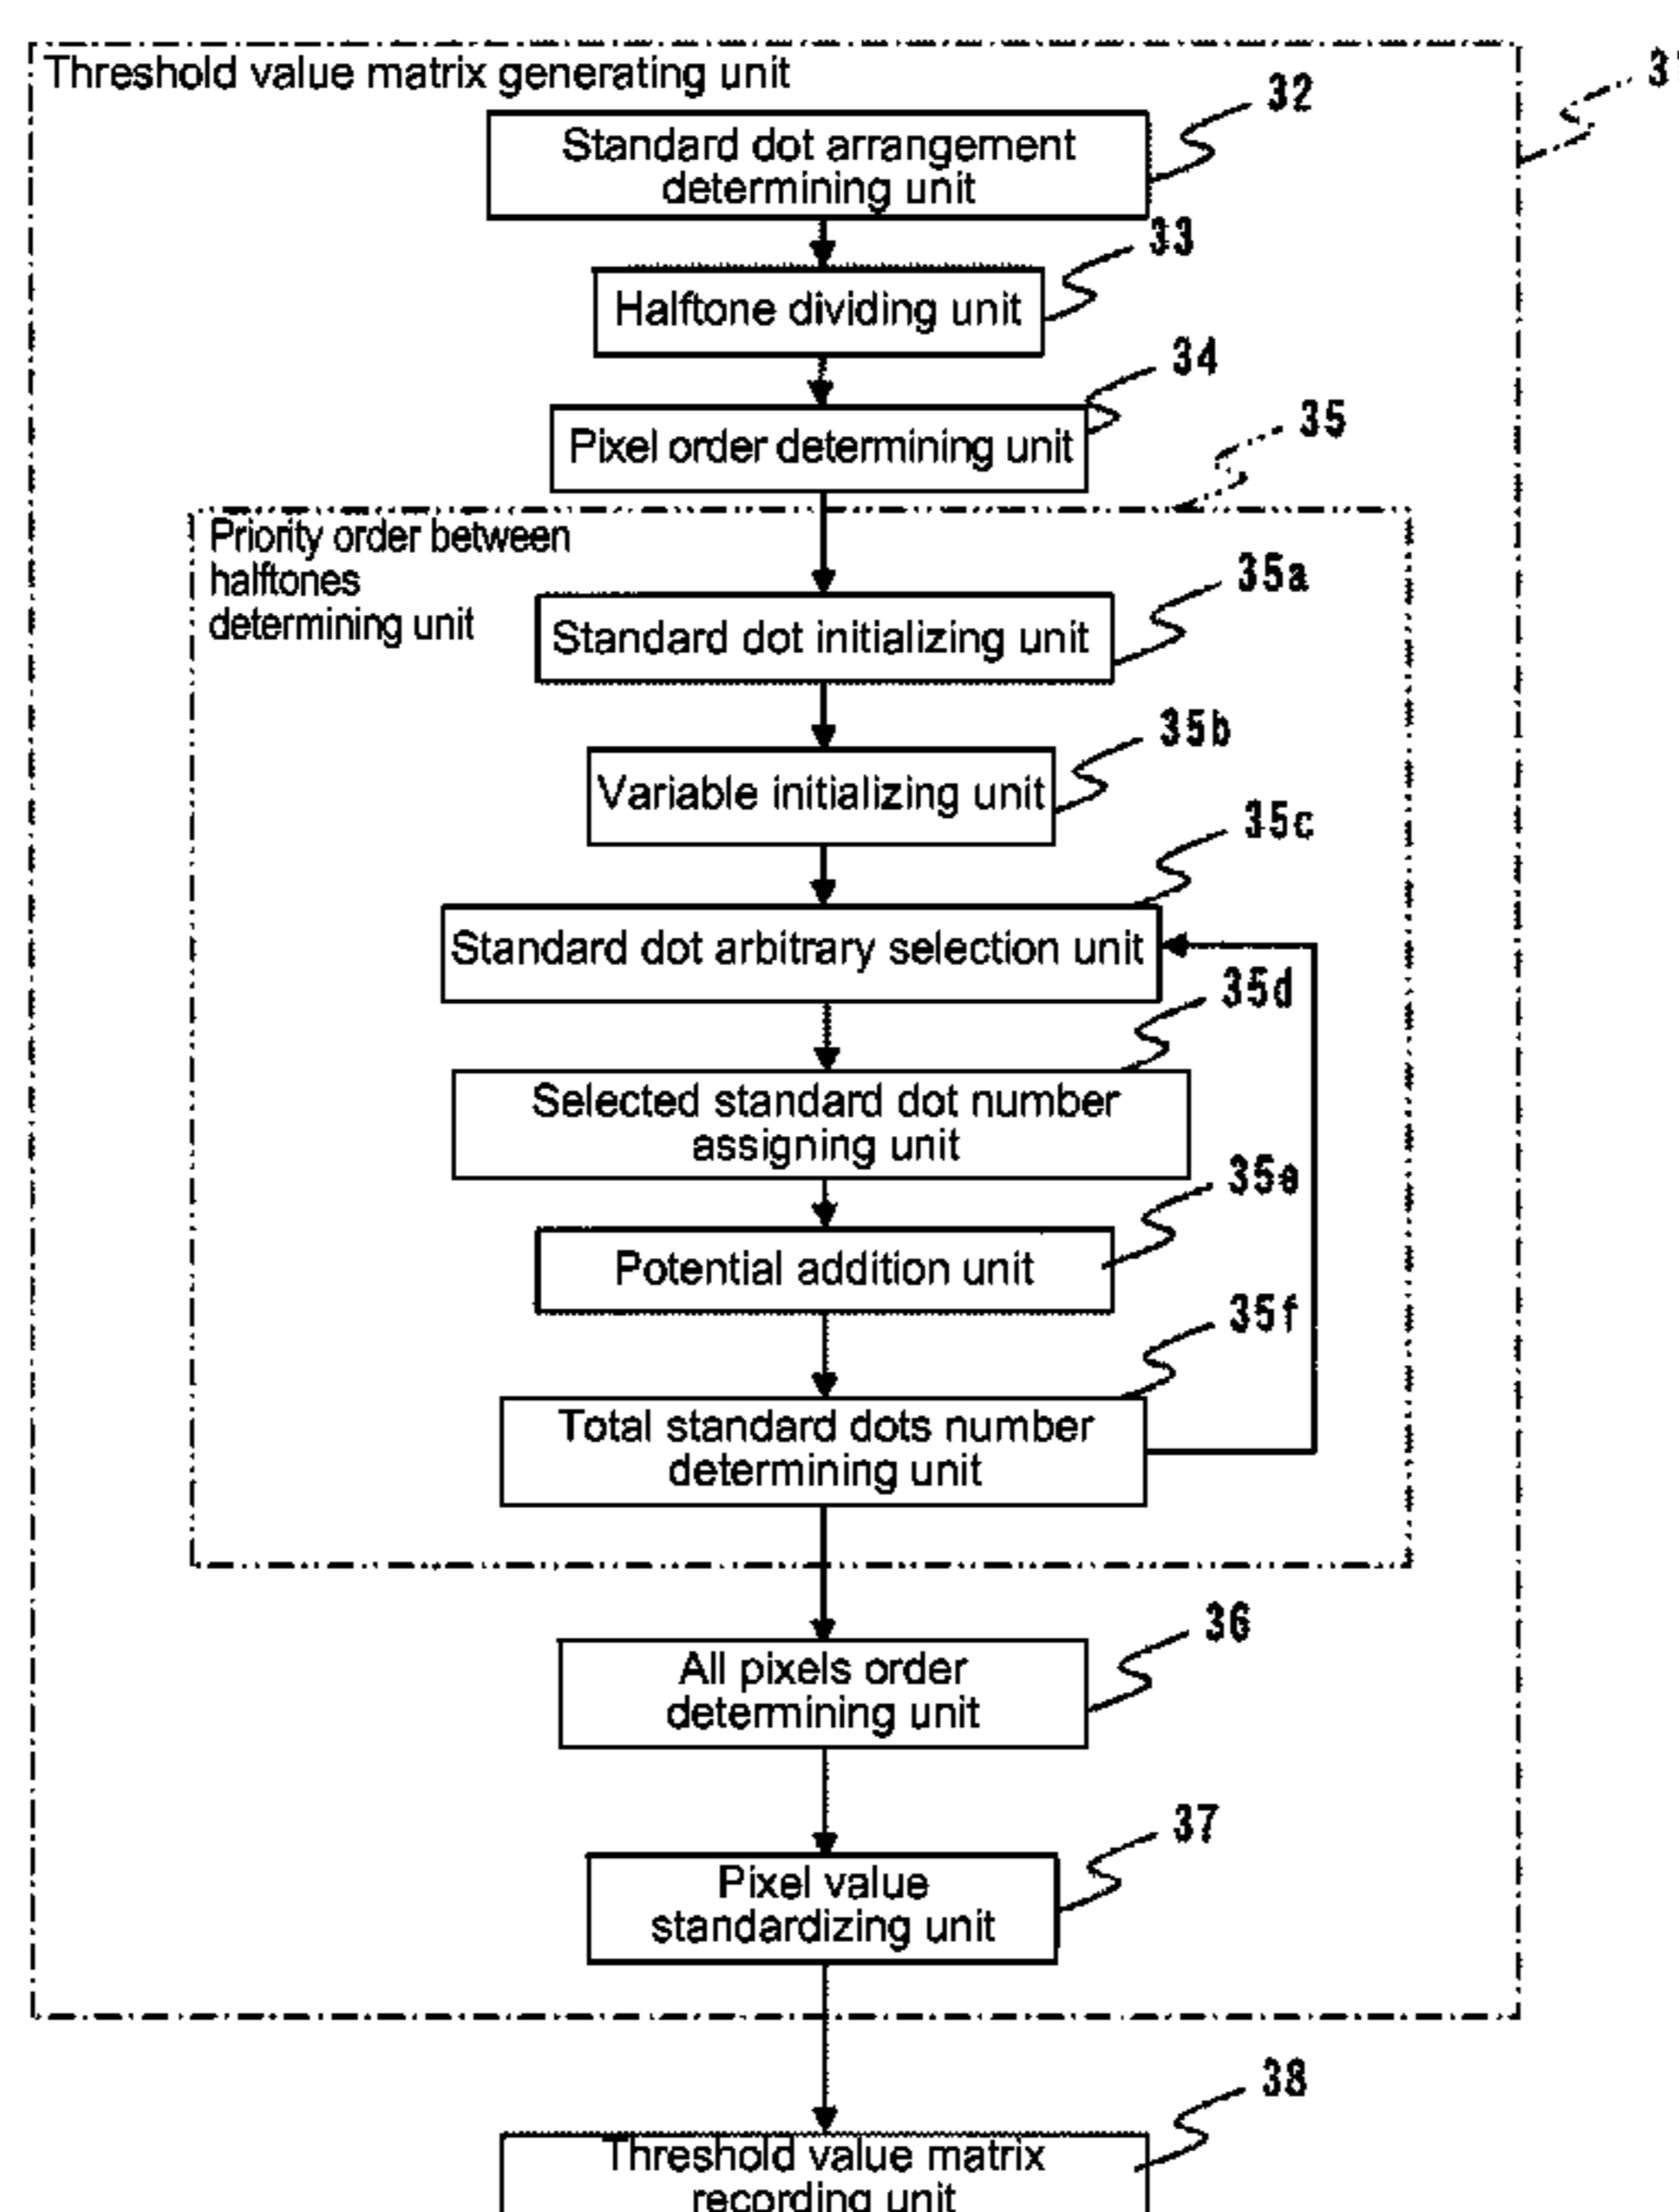 Threshold value matrix generating unit
32
Standard dot arrangement
determining unit
33
Halftone dividing unit
34
Pixel order determining unit
35
Priority order between
halftones
determining unit
35a
Standard dot initializing unit
35b
Variable initializing unit
35c
Standard dot arbitrary selection unit
35d
Selected standard dot number
assigning unit
35e
Potential addition unit
35f
Total standard dots number
determining unit
36
All pixels order
determining unit
37
Pixel value
standardizing unit
38
Threshold value matrix
recording unit